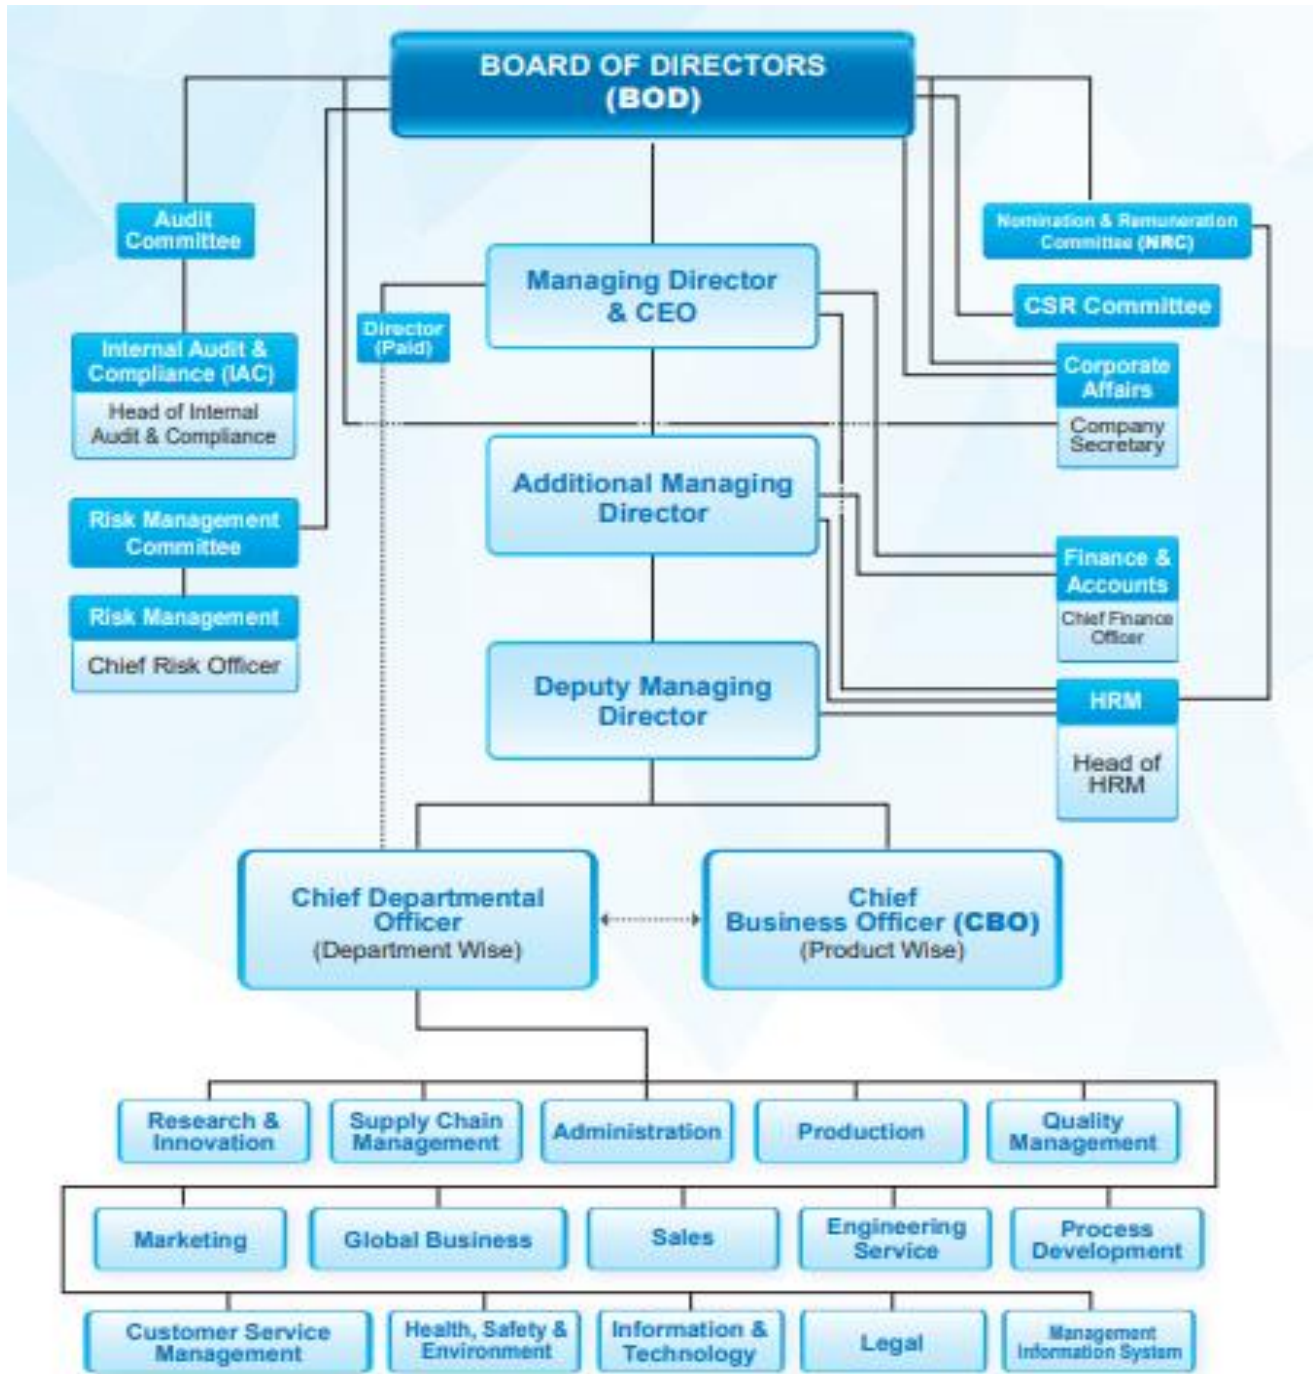 BOARD OF DIRECTORS
(BOD)
Audit
Committee
Nomination & Remuneration
Committee (NRC)
Managing Director
& CEO
CSR Committee
Director
(Paid)
Internal Audit &
Compliance (IAC)
Head of Internal
Audit & Compliance
Corporate
Affairs
Company
Secretary
Additional Managing
Director
Risk Management
Committee
Finance &
Accounts
Chief Finance
Officer
Risk Management
Chief Risk Officer
Deputy Managing
Director
HRM
Head of
HRM
Chief Departmental
Officer
(Department Wise)
Chief
Business Officer (CBO)
(Product Wise)
Research &
Innovation
Supply Chain
Management
Administration
Production
Quality
Management
Marketing
Global Business
Sales
Engineering
Service
Process
Development
Customer Service
Management
Health, Safety &
Environment
Information &
Technology
Legal
Management
Information System